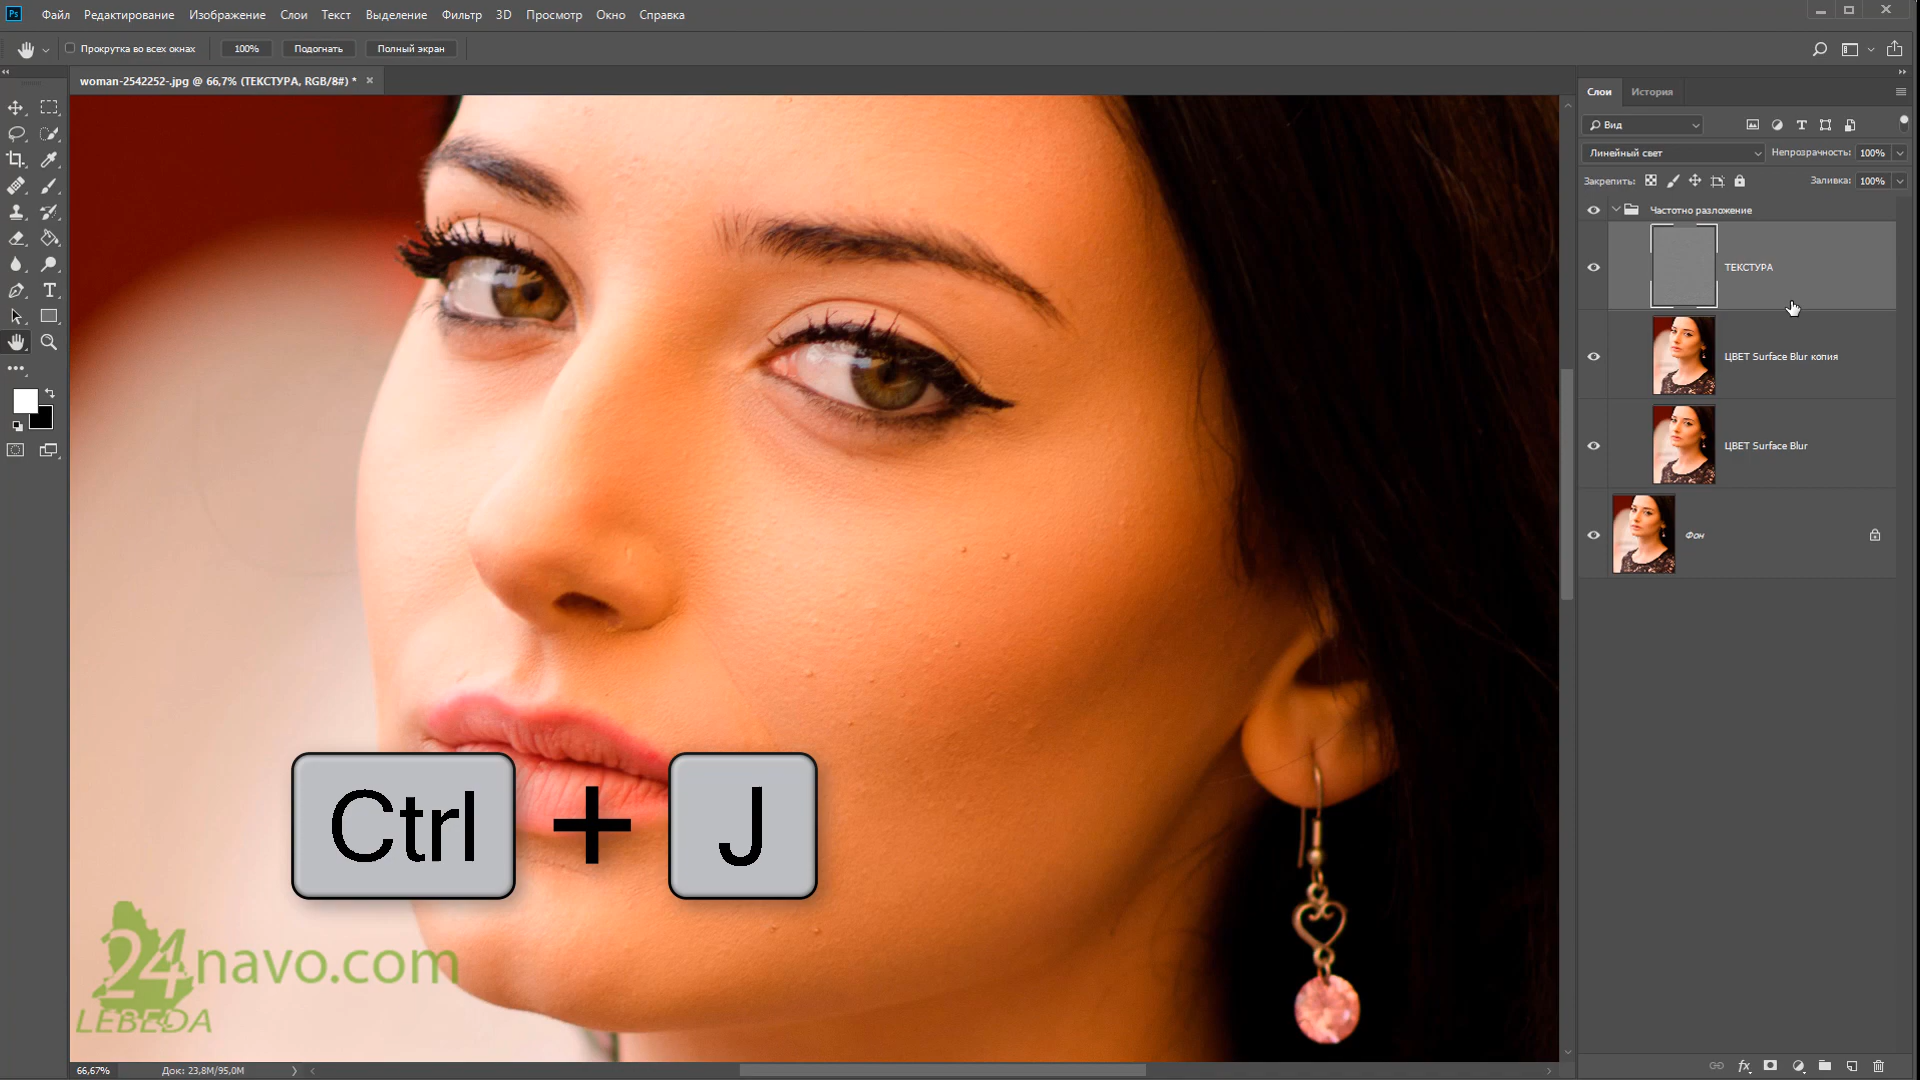 Ps Файл Редактирование Изображение Слои Текст Выделение Фильтр 3D Просмотр Окно Справка
Прокрутка во всех окнах 100% Подогнать Полный экран
woman-2542252-.jpg @ 66,7% (ТЕКСТУРА, RGB/8#) *
Слои История
Вид
Линейный свет Непрозрачность: 100%
Закрепить: Заливка: 100%
Частотно разложение
ТЕКСТУРА
ЦВЕТ Surface Blur копия
ЦВЕТ Surface Blur
Фон
Ctrl + J
24navo.com
LEBEDA
66,67% Док: 23,8M/95,0M
fx